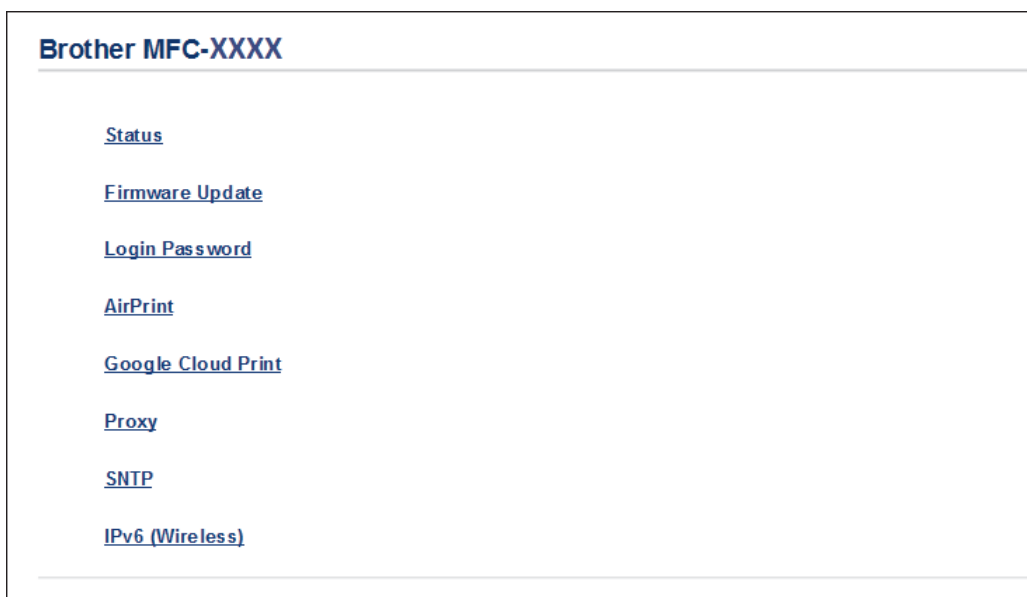 Brother MFC-XXXX
Status
Firmware Update
Login Password
AirPrint
Google Cloud Print
Proxy
SNTP
IPv6 (Wireless)